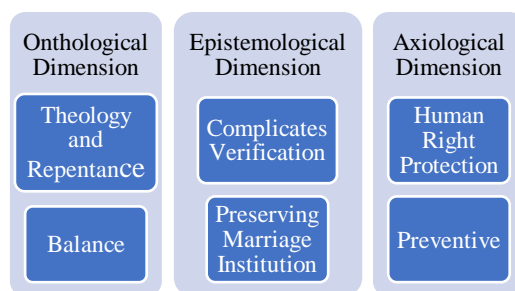 Onthological
Dimension
Theology
and
Repentance
Balance
Epistemological
Dimension
Complicates
Verification
Preserving
Marriage
Institution
Axiological
Dimension
Human
Right
Protection
Preventive